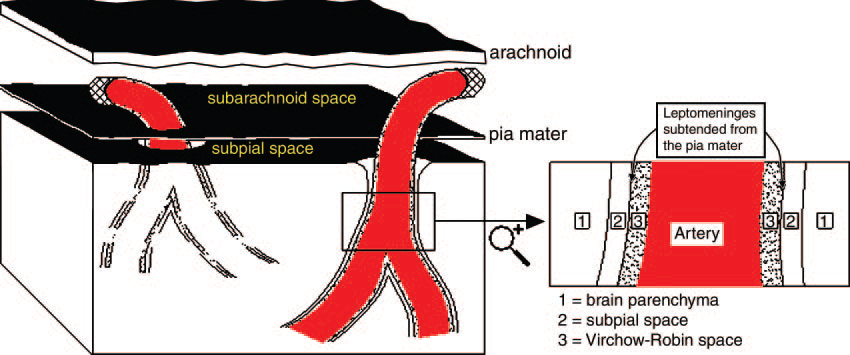 arachnoid
subarachnoid space
pia mater
subpial space
Leptomeninges
subtended from
the pia mater
1 2 3 Artery 3 2 1
1 = brain parenchyma
2 = subpial space
3 = Virchow-Robin space